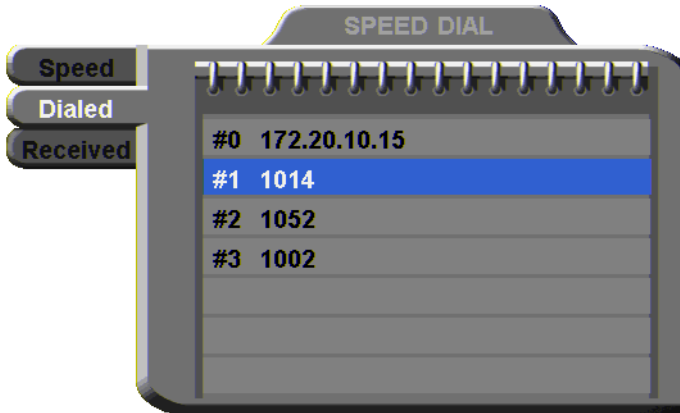 SPEED DIAL
Speed
Dialed
Received
#0 172.20.10.15
#1 1014
#2 1052
#3 1002